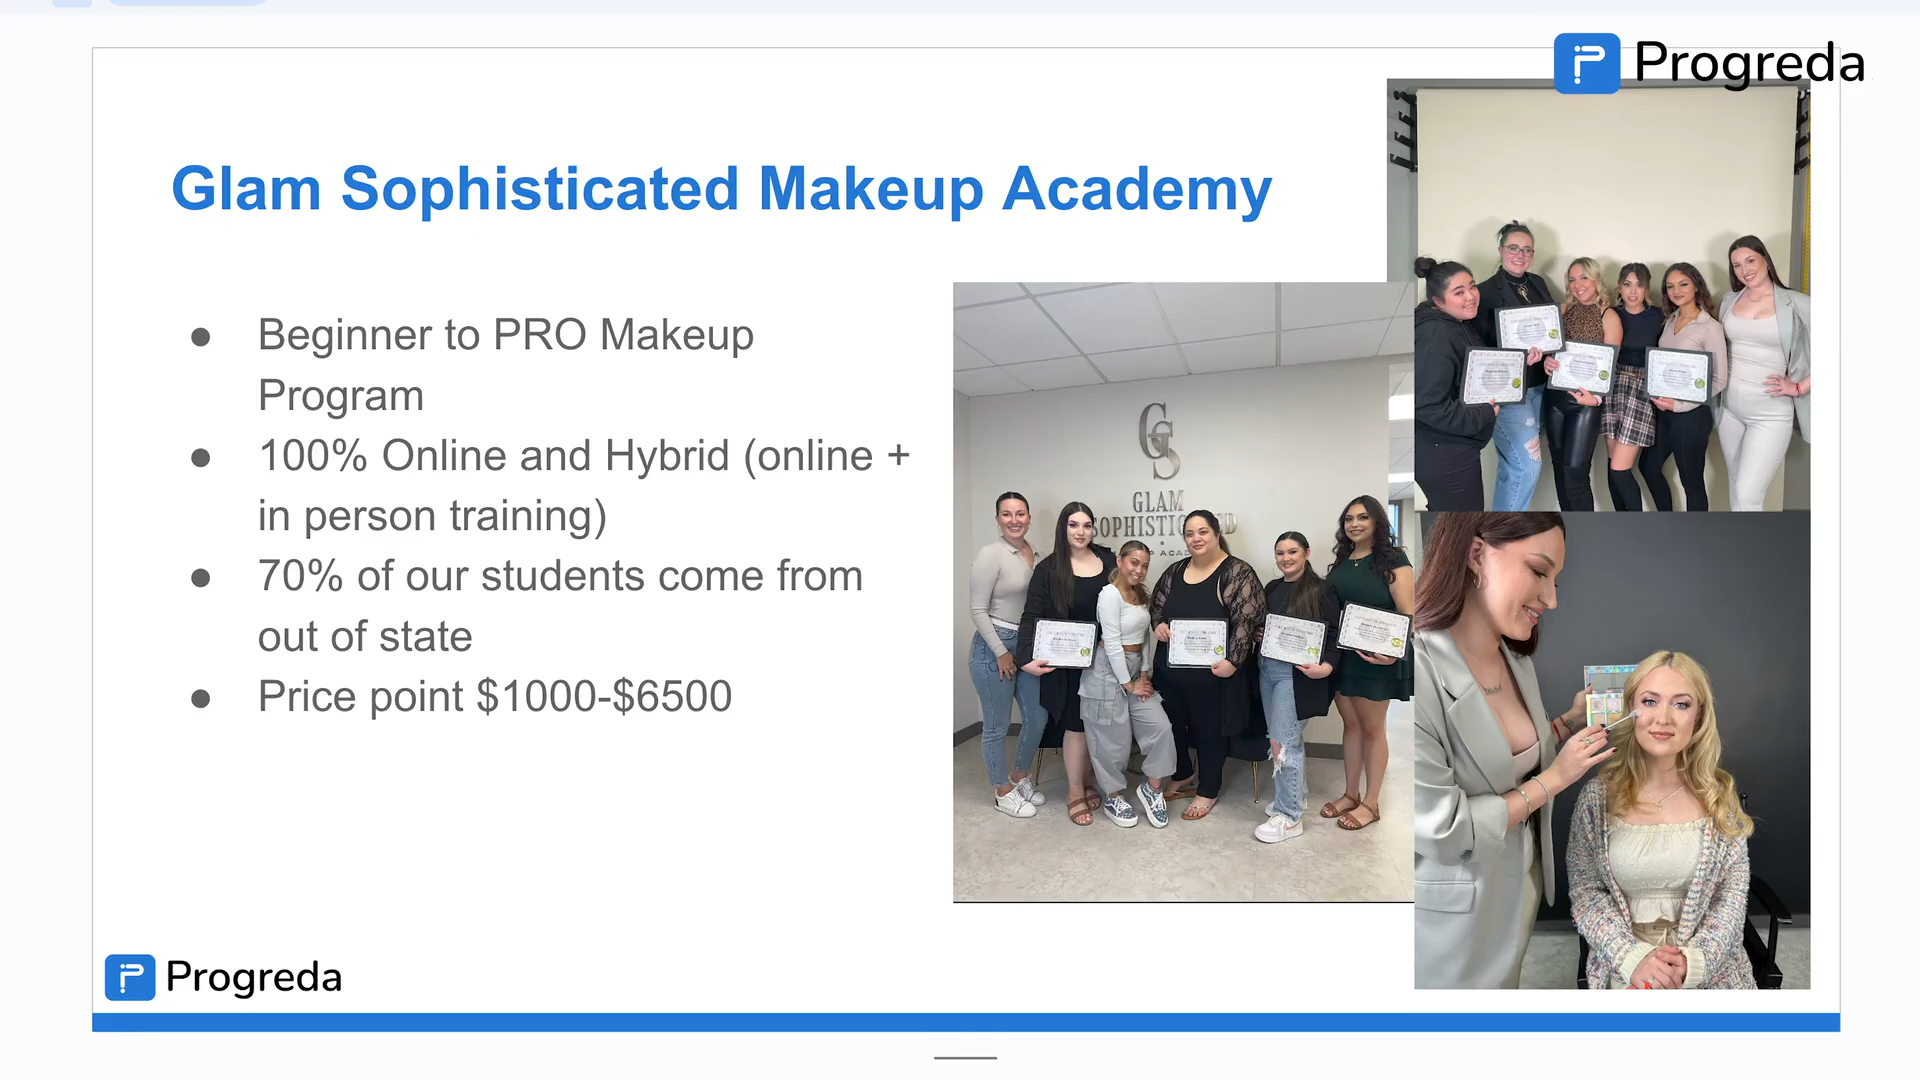 Progreda
Glam Sophisticated Makeup Academy
● Beginner to PRO Makeup
Program
● 100% Online and Hybrid (online +
in person training)
● 70% of our students come from
out of state
● Price point $1000-$6500
GS
GLAM
Progreda